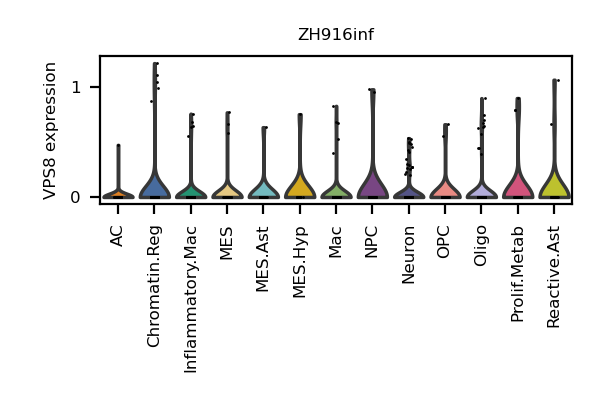 ZH916inf
VPS8 expression
1
0
AC
Chromatin.Reg
Inflammatory.Mac
MES
MES.Ast
MES.Hyp
Mac
NPC
Neuron
OPC
Oligo
Prolif.Metab
Reactive.Ast